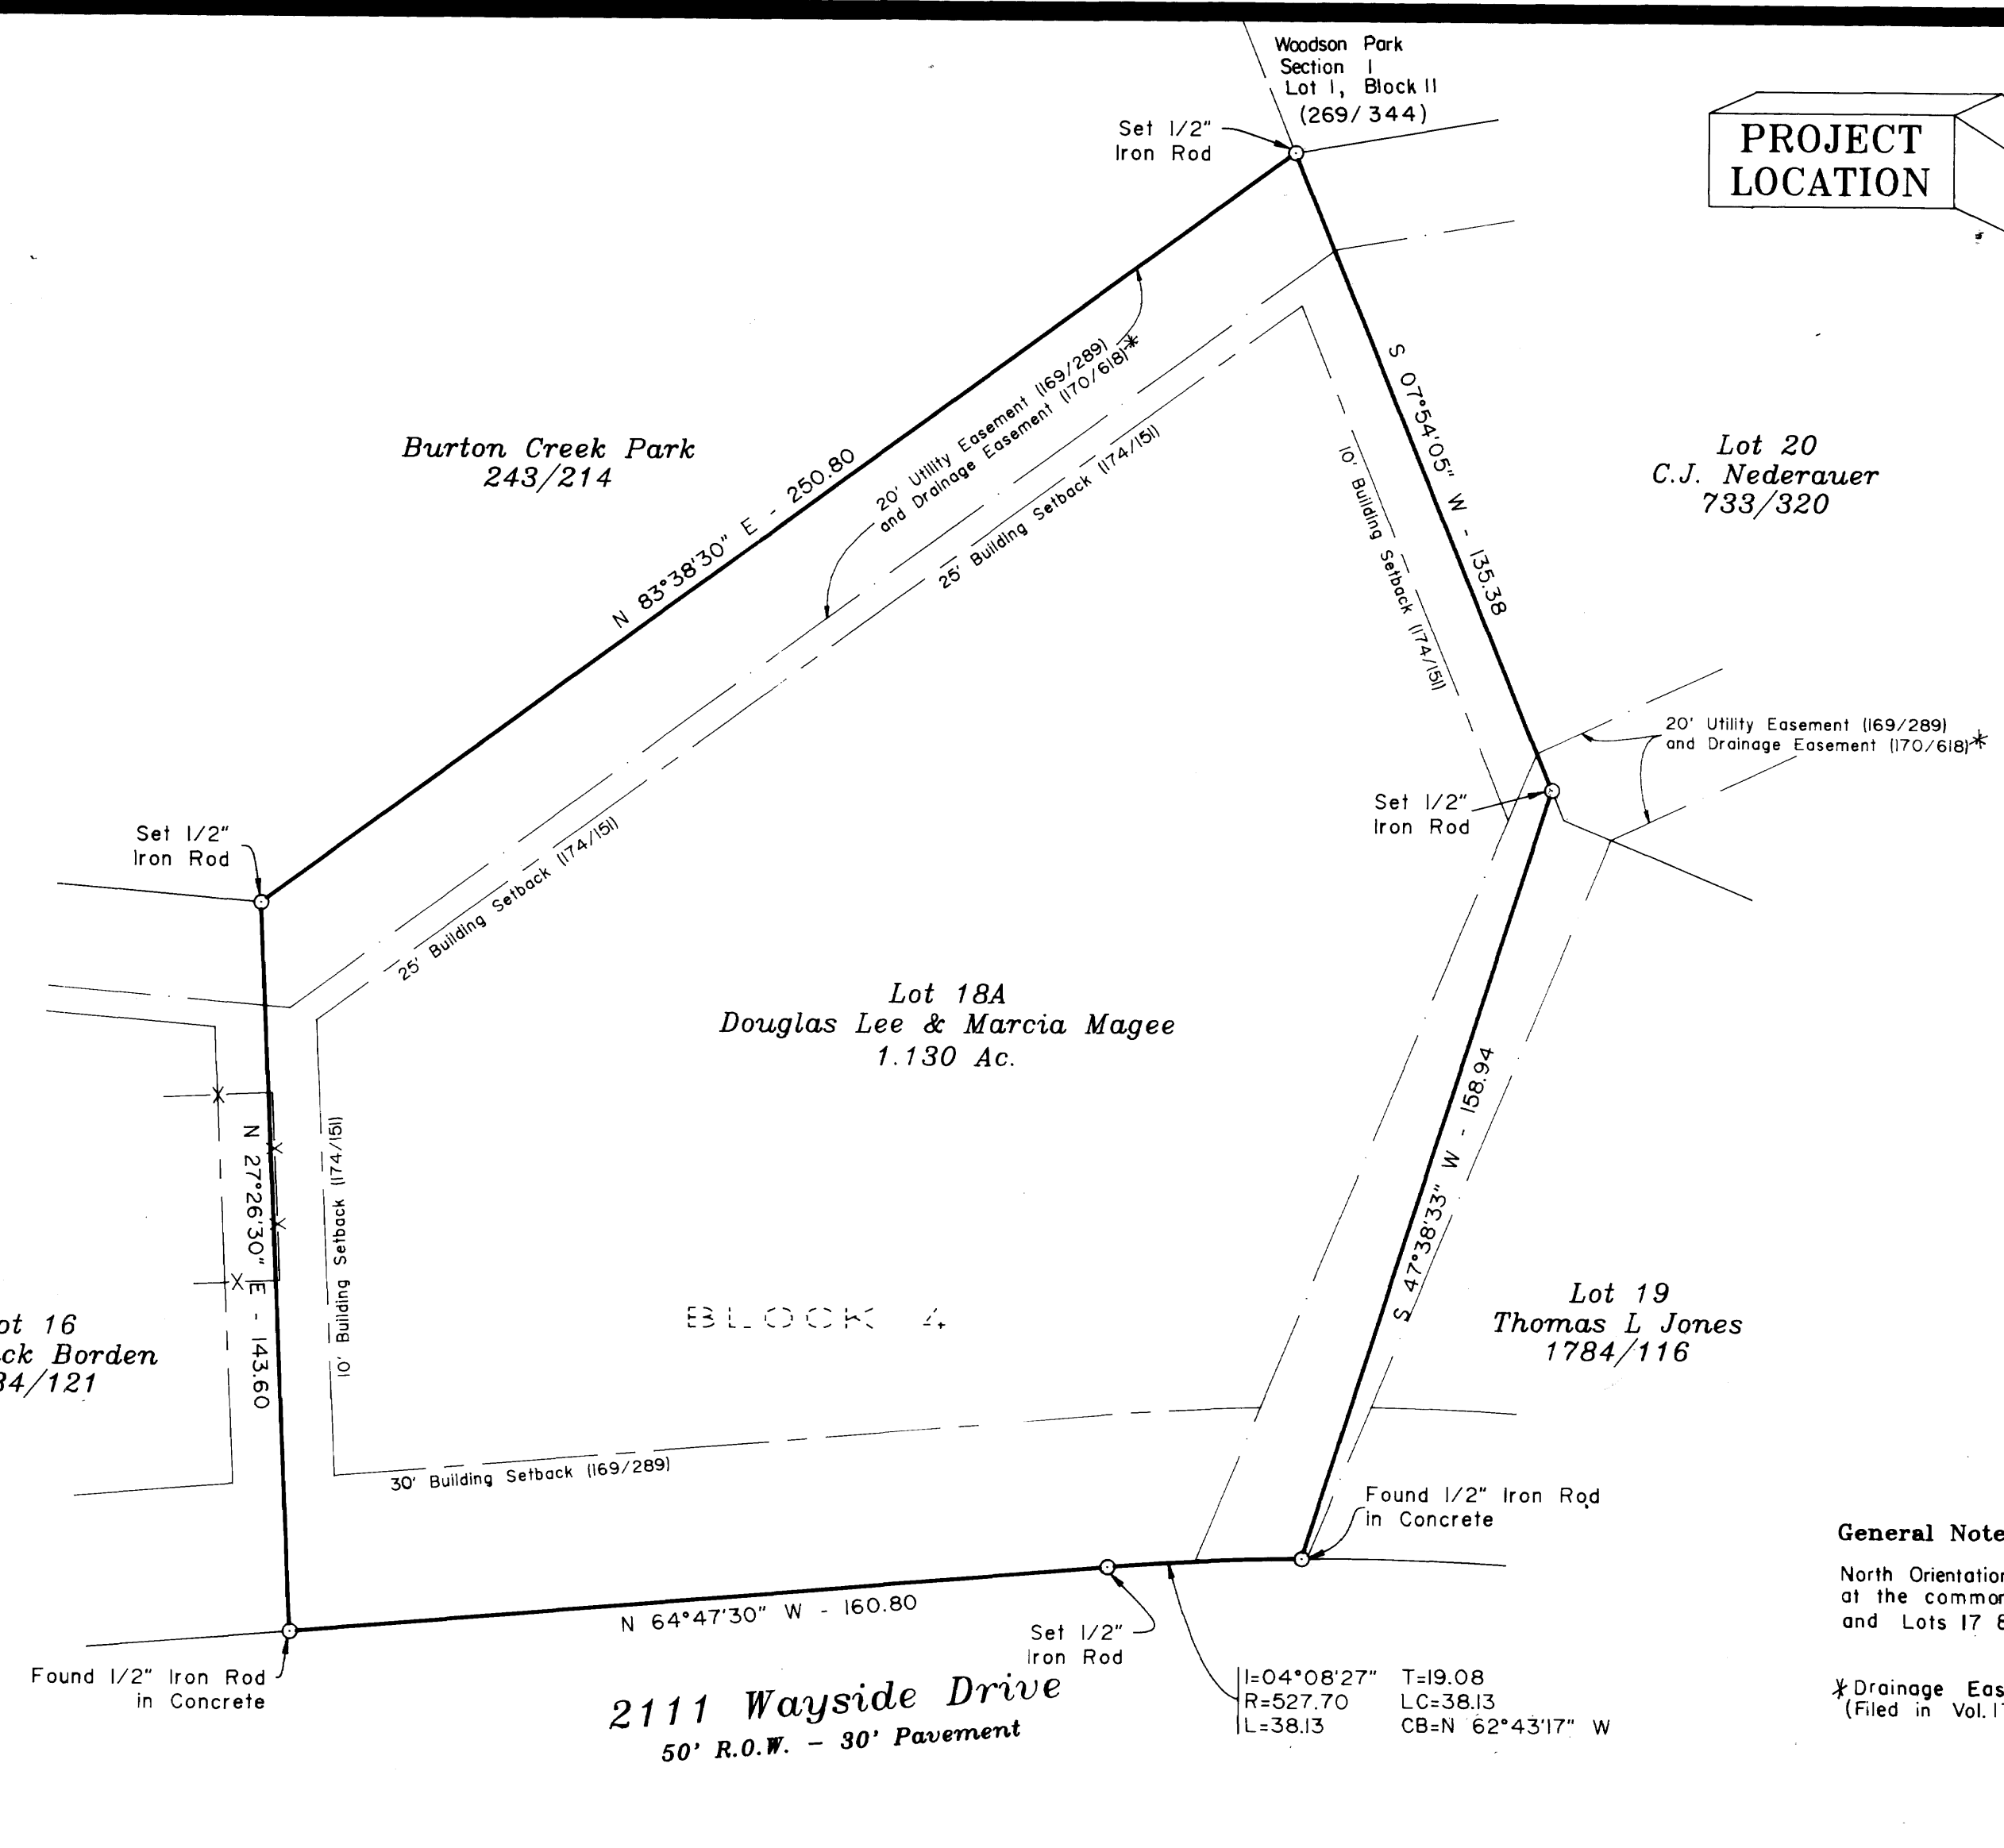 Woodson Park
Section 1
Lot 1, Block 11
(269/344)
Set 1/2"
Iron Rod
PROJECT
LOCATION
Burton Creek Park
243/214
N 83°38'30" E - 250.80
20' Utility Easement (169/289)
and Drainage Easement (170/618)*
25' Building Setback (174/151)
S 07°54'05" W - 135.38
10' Building Setback (174/151)
Lot 20
C.J. Nederauer
733/320
20' Utility Easement (169/289)
and Drainage Easement (170/618)*
Set 1/2"
Iron Rod
Set 1/2"
Iron Rod
25' Building Setback (174/151)
Lot 18A
Douglas Lee & Marcia Magee
1.130 Ac.
N 27°26'30" E - 143.60
10' Building Setback (174/151)
S 47°38'33" W - 158.94
BLOCK 4
16
Borden
/121
Lot 19
Thomas L Jones
1784/116
30' Building Setback (169/289)
Found 1/2" Iron Rod
in Concrete
N 64°47'30" W - 160.80
Set 1/2"
Iron Rod
Found 1/2" Iron Rod
in Concrete
2111 Wayside Drive
50' R.O.W. - 30' Pavement
I=04°08'27" T=19.08
R=527.70 LC=38.13
L=38.13 CB=N 62°43'17" W
General
North
at the
and Lots 17
*Drainage
(Filed in Vol.